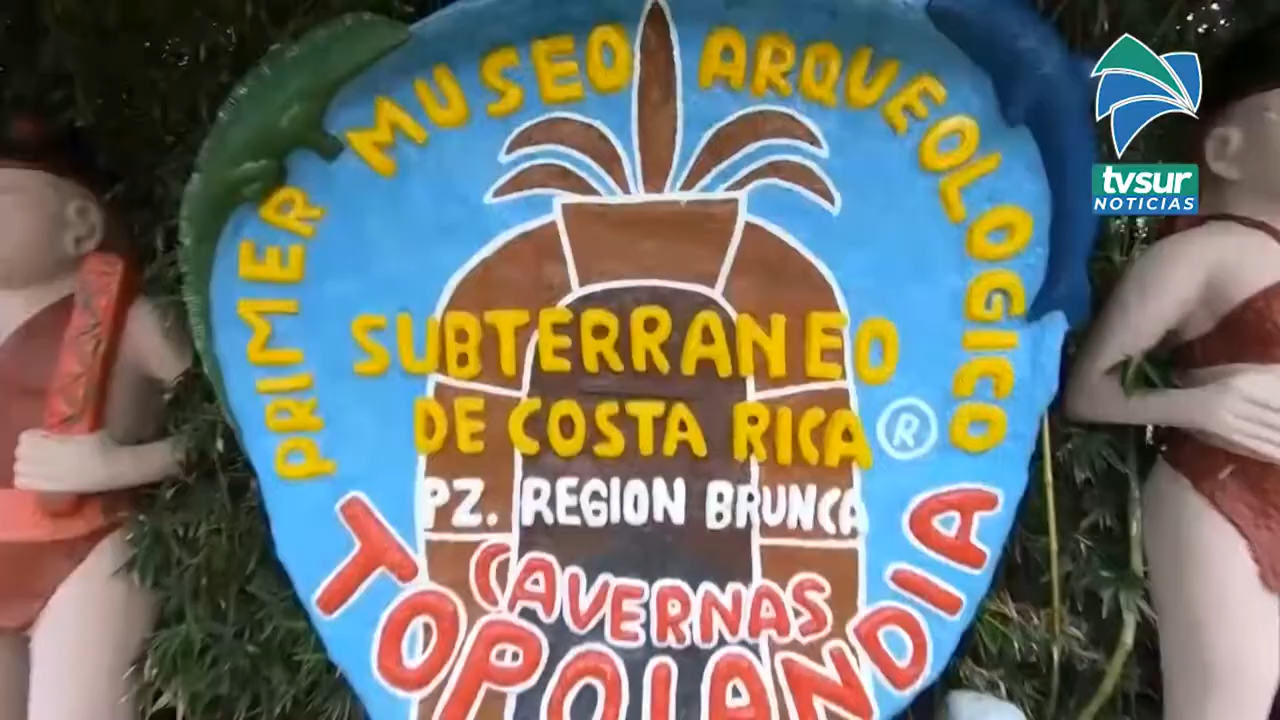 PRIMER MUSEO ARQUEOLOGICO
SUBTERRANEO
DE COSTA RICA ®
PZ. REGION BRUNCA
CAVERNAS
TOPOLANDIA
tvsur
NOTICIAS